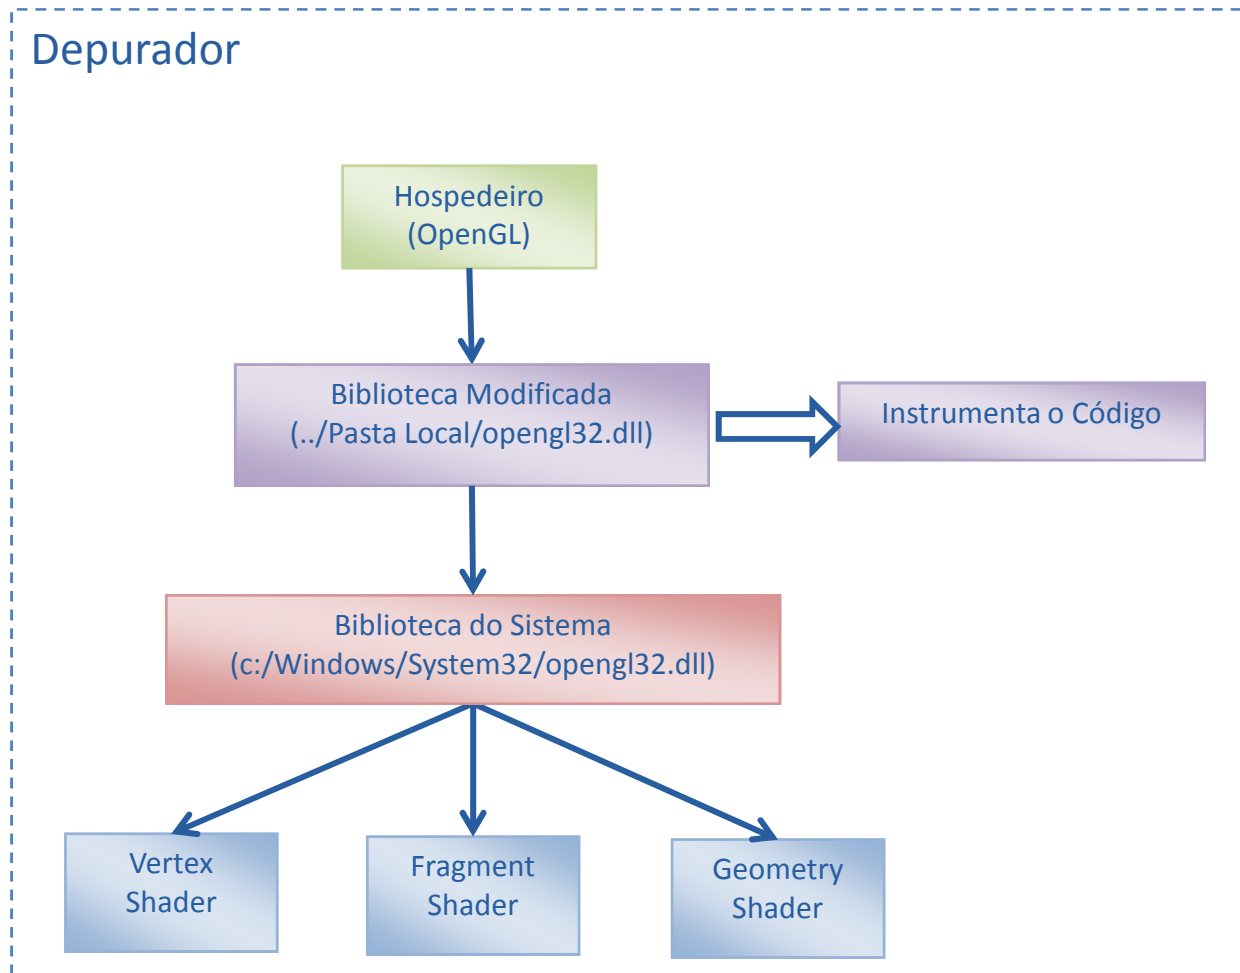 Depurador
Hospedeiro
(OpenGL)
Biblioteca Modificada
(../Pasta Local/opengl32.dll)
Instrumenta o Código
Biblioteca do Sistema
(c:/Windows/System32/opengl32.dll)
Vertex
Shader
Fragment
Shader
Geometry
Shader